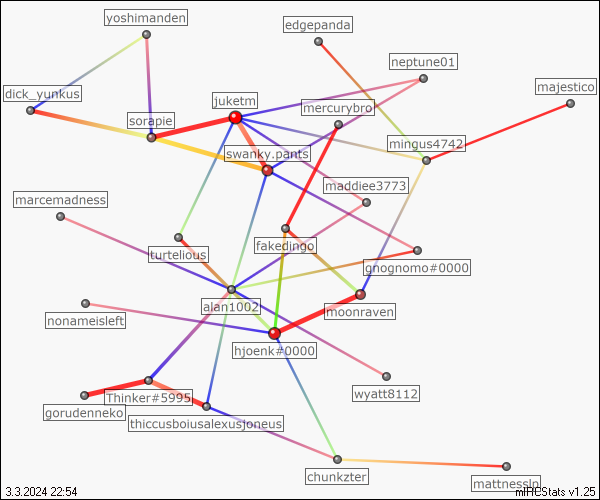 yoshimanden
edgepanda
neptune01
majestico
dick_yunkus
juketm
mercurybro
sorapie
mingus4742
swanky.pants
maddiee3773
marcemadness
fakedingo
turtelious
gnognomo#0000
alan1002
moonraven
nonameisleft
hjoenk#0000
wyatt8112
Thinker#5995
gorudenneko
thiccusboiusalexusjoneus
chunkzter
mattnesslp
3.3.2024 22:54
mIRCStats v1.25